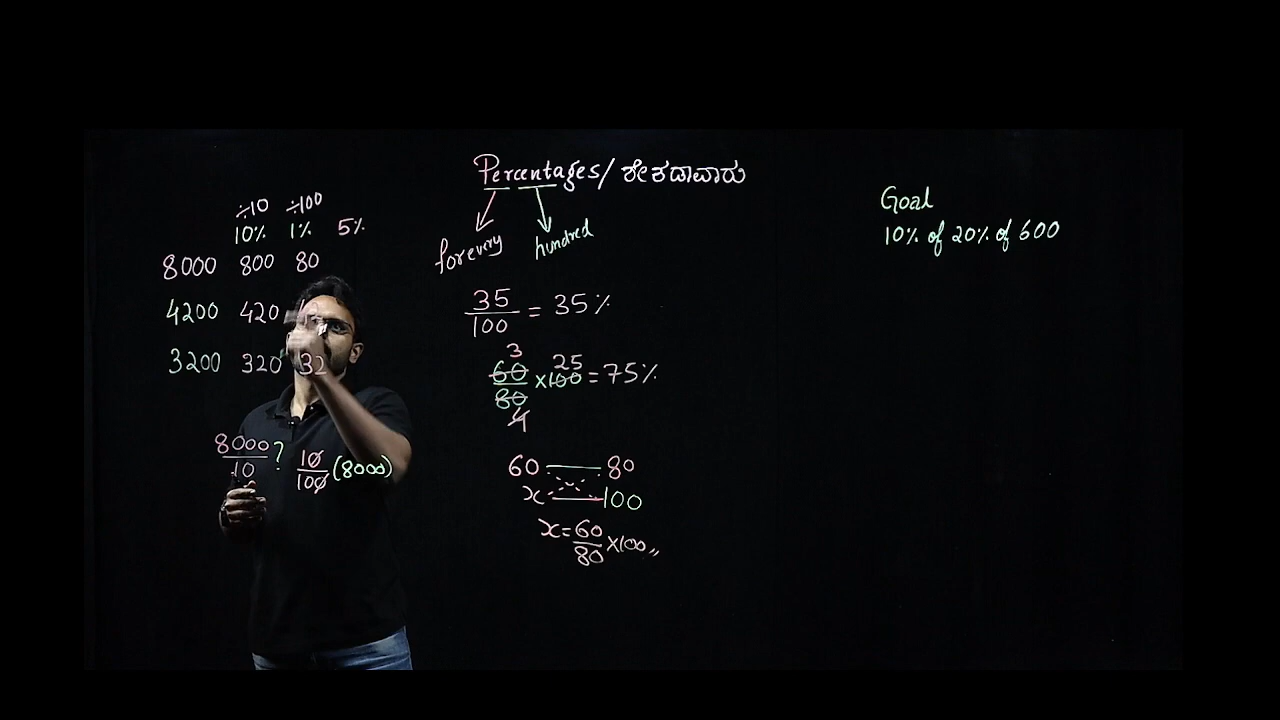 Percentages/ ಶೇಕಡಾವಾರು
for every hundred
35/100 = 35%
3 25
60/80 ×100 = 75%
4
60 80
x 100
x = 60/80 ×100,,
÷10 ÷100
10% 1% 5%
8000 800 80
4200 420
3200 320 32
8000/10 ? 10/100 (8000)
Goal
10% of 20% of 600